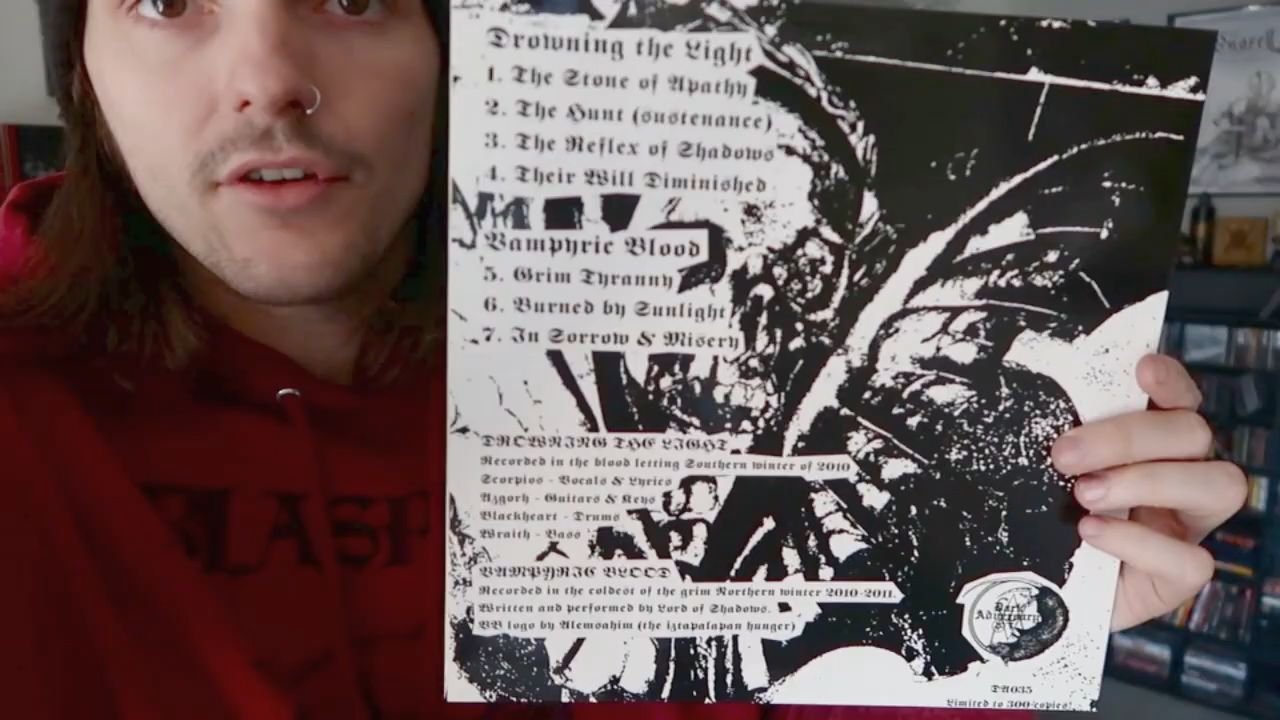 Drowning the Light
1. The Stone of Apathy
2. The Hunt (sustenance)
3. The Reflex of Shadows
4. Their Will Diminished
Vampyric Blood
5. Grim Tyranny
6. Burned by Sunlight
7. In Sorrow & Misery
DROWNING THE LIGHT
Recorded in the blood letting Southern winter of 2010
Scorpios - Vocals & Lyrics
Azgorh - Guitars & Keys
Blackheart - Drums
Wraith - Bass
VAMPYRIC BLOOD
Recorded in the coldest of the grim Northern winter 2010-2011.
Written and performed by Lord of Shadows.
VB logo by Alemsahim (the iztapalapan hunger)
Dark
Adversary
DA035
Limited to 300 copies!
BLASP